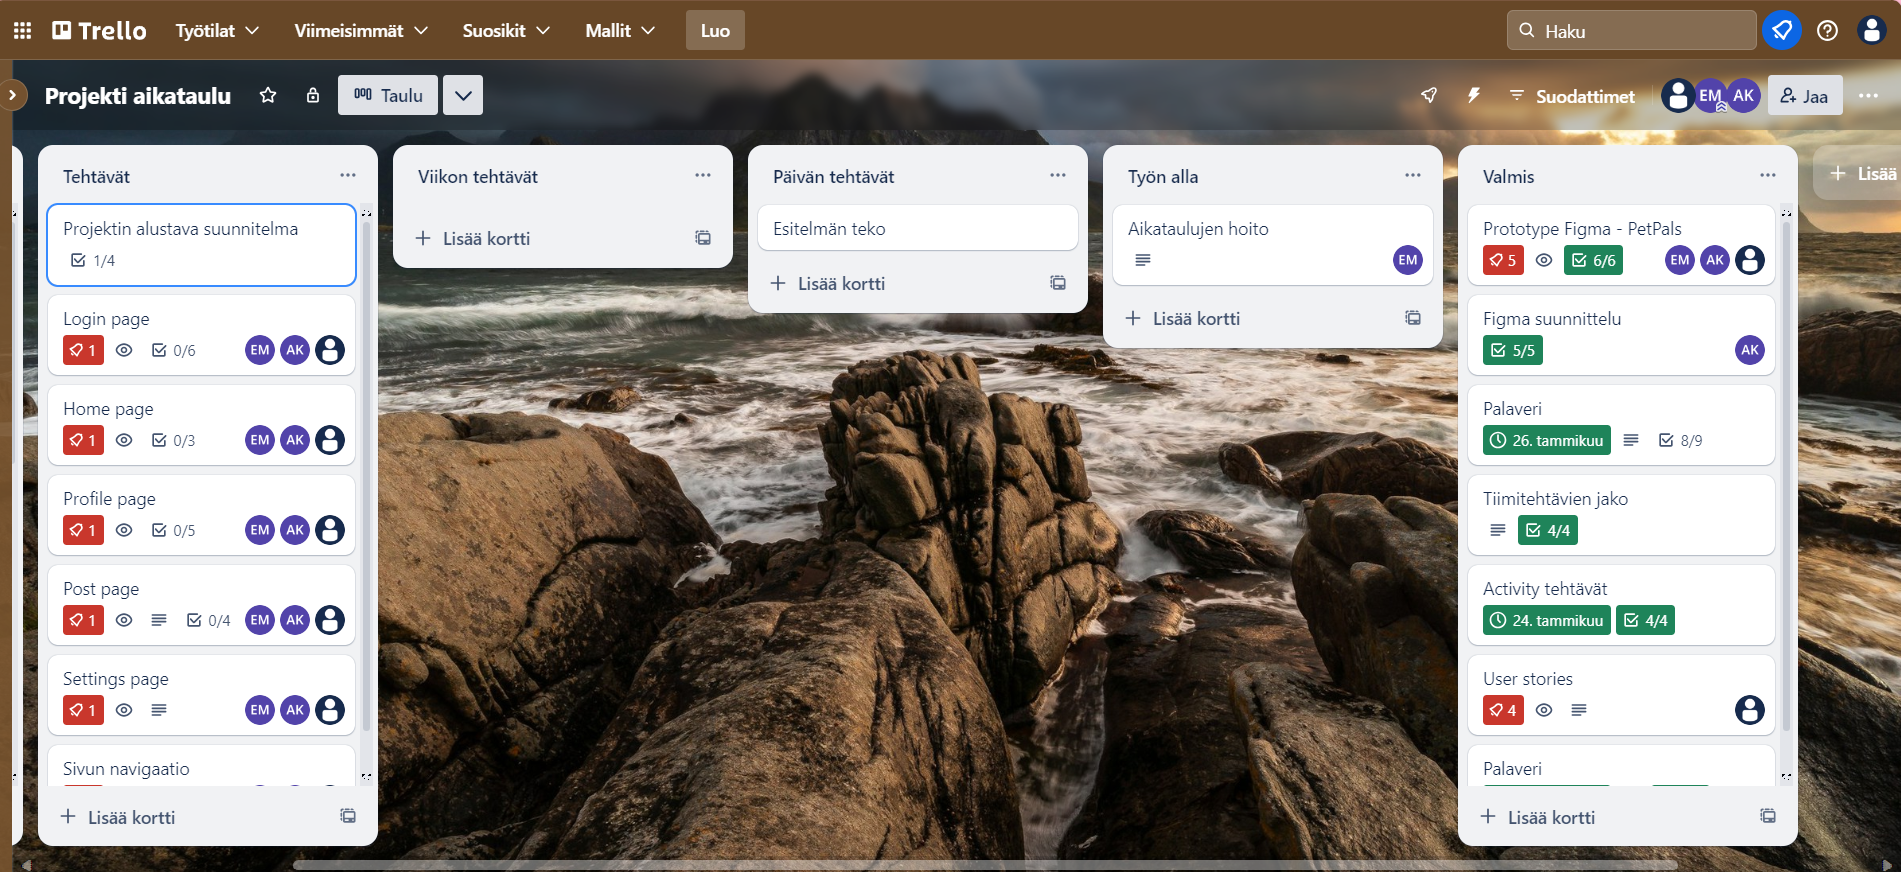 Trello Työtilat Viimeisimmät Suosikit Mallit Luo Haku
Projekti aikataulu Taulu Suodattimet EM AK Jaa
Tehtävät
Projektin alustava suunnitelma
1/4
Login page
1 0/6 EM AK
Home page
1 0/3 EM AK
Profile page
1 0/5 EM AK
Post page
1 0/4 EM AK
Settings page
1 EM AK
Sivun navigaatio
Lisää kortti
Viikon tehtävät
Lisää kortti
Päivän tehtävät
Esitelmän teko
Lisää kortti
Työn alla
Aikataulujen hoito
EM
Lisää kortti
Valmis
Prototype Figma - PetPals
5 6/6 EM AK
Figma suunnittelu
5/5 AK
Palaveri
26. tammikuu 8/9
Tiimitehtävien jako
4/4
Activity tehtävät
24. tammikuu 4/4
User stories
4
Palaveri
Lisää kortti
Lisää